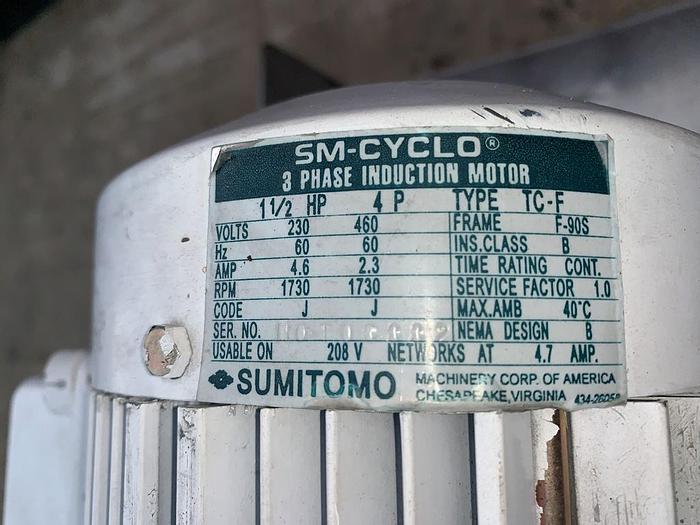 SM-CYCLO®
3 PHASE INDUCTION MOTOR
1 1/2 HP 4 P TYPE TC-F
VOLTS 230 460 FRAME F-90S
Hz 60 60 INS.CLASS B
AMP 4.6 2.3 TIME RATING CONT.
RPM 1730 1730 SERVICE FACTOR 1.0
CODE J J MAX.AMB 40°C
SER. NO. NEMA DESIGN B
USABLE ON 208 V NETWORKS AT 4.7 AMP.
SUMITOMO MACHINERY CORP. OF AMERICA
CHESAPEAKE, VIRGINIA